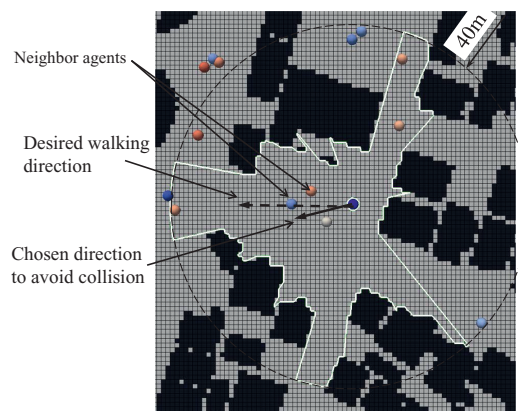 40m
Neighbor agents
Desired walking
direction
Chosen direction
to avoid collision